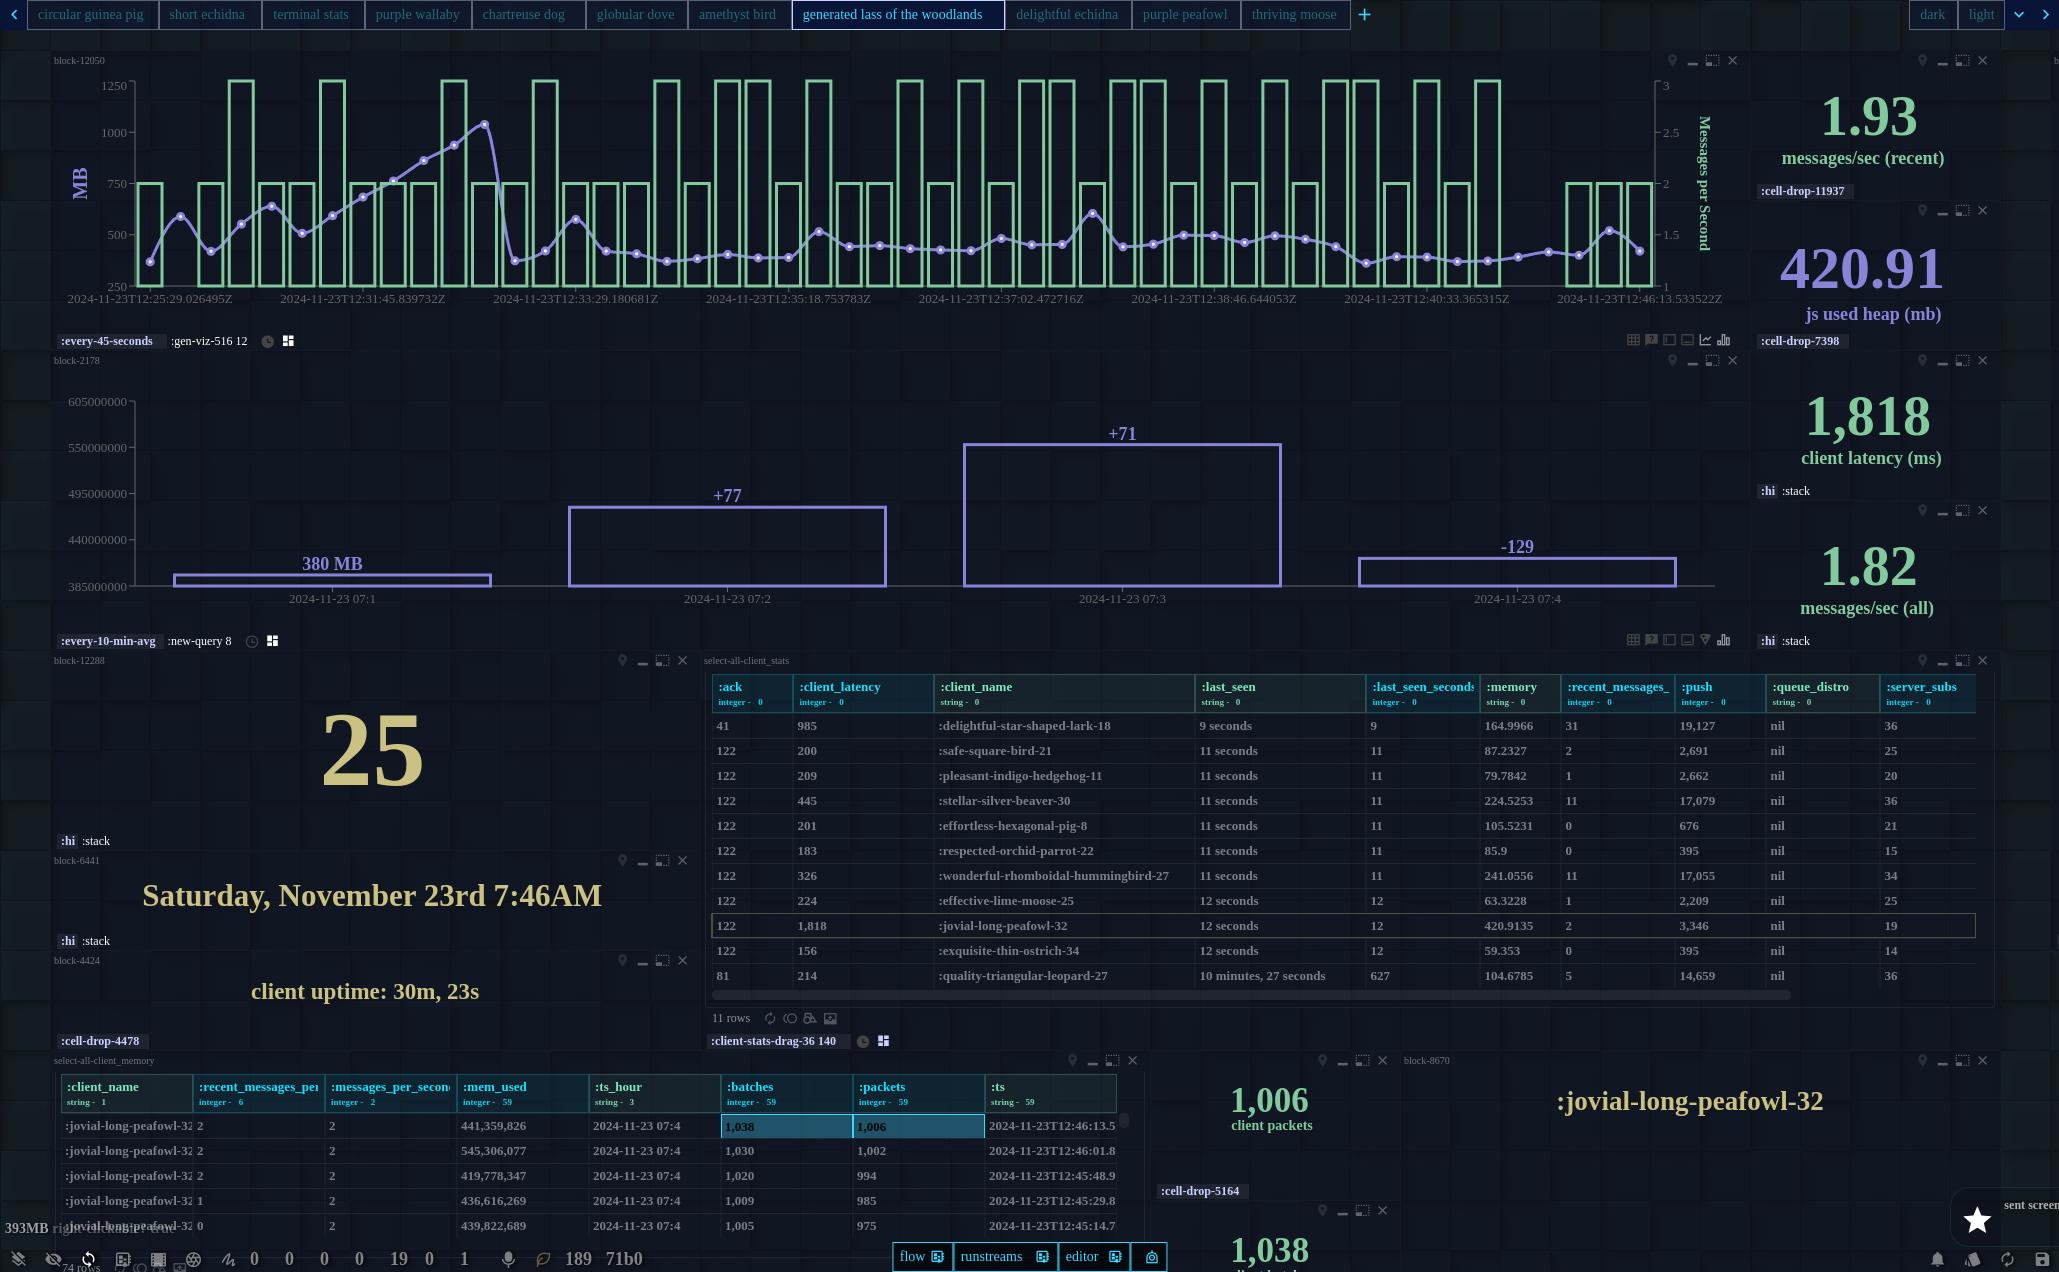 circular guinea pig short echidna terminal stats purple wallaby chartreuse dog globular dove amethyst bird generated lass of the woodlands delightful echidna purple peafowl thriving moose + dark light
block-12050
1250
1000
750
500
250
MB
3
2.5
2
1.5
1
Messages per Second
2024-11-23T12:25:29.026495Z 2024-11-23T12:31:45.839732Z 2024-11-23T12:33:29.180681Z 2024-11-23T12:35:18.753783Z 2024-11-23T12:37:02.472716Z 2024-11-23T12:38:46.644053Z 2024-11-23T12:40:33.365315Z 2024-11-23T12:46:13.533522Z
:every-45-seconds :gen-viz-516 12
1.93
messages/sec (recent)
:cell-drop-11937
420.91
js used heap (mb)
:cell-drop-7398
block-2178
605000000
550000000
495000000
440000000
385000000
380 MB
+77
+71
-129
2024-11-23 07:1 2024-11-23 07:2 2024-11-23 07:3 2024-11-23 07:4
:every-10-min-avg :new-query 8
1,818
client latency (ms)
:hi :stack
1.82
messages/sec (all)
:hi :stack
block-12288
25
:hi :stack
block-6441
Saturday, November 23rd 7:46AM
:hi :stack
block-4424
client uptime: 30m, 23s
:cell-drop-4478
select-all-client_stats
:ack :client_latency :client_name :last_seen :last_seen_seconds :memory :recent_messages_ :push :queue_distro :server_subs
integer - 0 integer - 0 string - 0 string - 0 integer - 0 string - 0 integer - 0 integer - 0 string - 0 integer - 0
41 985 :delightful-star-shaped-lark-18 9 seconds 9 164.9966 31 19,127 nil 36
122 200 :safe-square-bird-21 11 seconds 11 87.2327 2 2,691 nil 25
122 209 :pleasant-indigo-hedgehog-11 11 seconds 11 79.7842 1 2,662 nil 20
122 445 :stellar-silver-beaver-30 11 seconds 11 224.5253 11 17,079 nil 36
122 201 :effortless-hexagonal-pig-8 11 seconds 11 105.5231 0 676 nil 21
122 183 :respected-orchid-parrot-22 11 seconds 11 85.9 0 395 nil 15
122 326 :wonderful-rhomboidal-hummingbird-27 11 seconds 11 241.0556 11 17,055 nil 34
122 224 :effective-lime-moose-25 12 seconds 12 63.3228 1 2,209 nil 25
122 1,818 :jovial-long-peafowl-32 12 seconds 12 420.9135 2 3,346 nil 19
122 156 :exquisite-thin-ostrich-34 12 seconds 12 59.353 0 395 nil 14
81 214 :quality-triangular-leopard-27 10 minutes, 27 seconds 627 104.6785 5 14,659 nil 36
11 rows
:client-stats-drag-36 140
select-all-client_memory
:client_name :recent_messages_per :messages_per_secon :mem_used :ts_hour :batches :packets :ts
string - 1 integer - 6 integer - 2 integer - 59 string - 3 integer - 59 integer - 59 string - 59
:jovial-long-peafowl-32 2 2 441,359,826 2024-11-23 07:4 1,038 1,006 2024-11-23T12:46:13.5
:jovial-long-peafowl-32 2 2 545,306,077 2024-11-23 07:4 1,030 1,002 2024-11-23T12:46:01.8
:jovial-long-peafowl-32 2 2 419,778,347 2024-11-23 07:4 1,020 994 2024-11-23T12:45:48.9
:jovial-long-peafowl-32 1 2 436,616,269 2024-11-23 07:4 1,009 985 2024-11-23T12:45:29.8
:jovial-long-peafowl-32 0 2 439,822,689 2024-11-23 07:4 1,005 975 2024-11-23T12:45:14.7
393MB
74 rows
1,006
client packets
:cell-drop-5164
1,038
block-8670
:jovial-long-peafowl-32
sent screen
0 0 0 0 19 0 1 189 71b0
flow runstreams editor